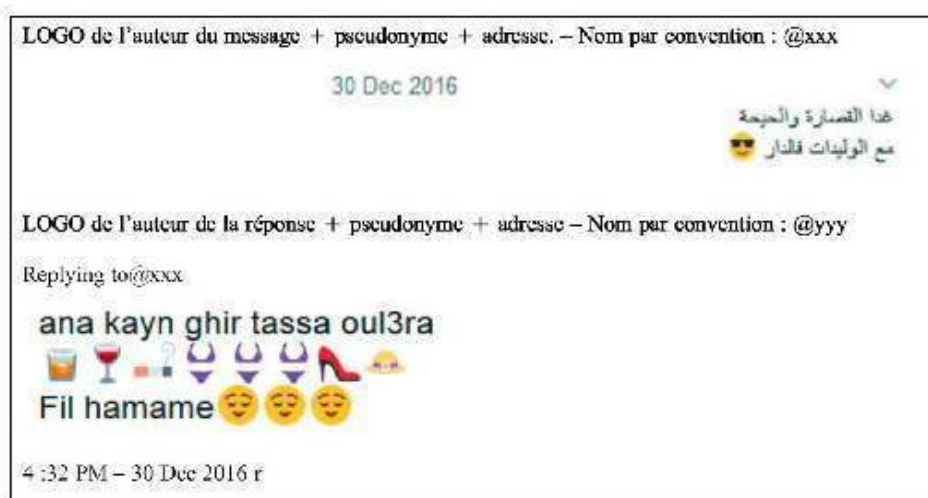 LOGO de l'auteur du message + pseudonyme + adresse. – Nom par convention : @xxx
30 Dec 2016
غدا القصارة والحيحة
مع الوليدات فالدار 😎
LOGO de l'auteur de la réponse + pseudonyme + adresse – Nom par convention : @yyy
Replying to@xxx
ana kayn ghir tassa oul3ra
🥃🍷🚬👙👙👙👠👒
Fil hamame😌😌😌
4 :32 PM – 30 Dec 2016 r